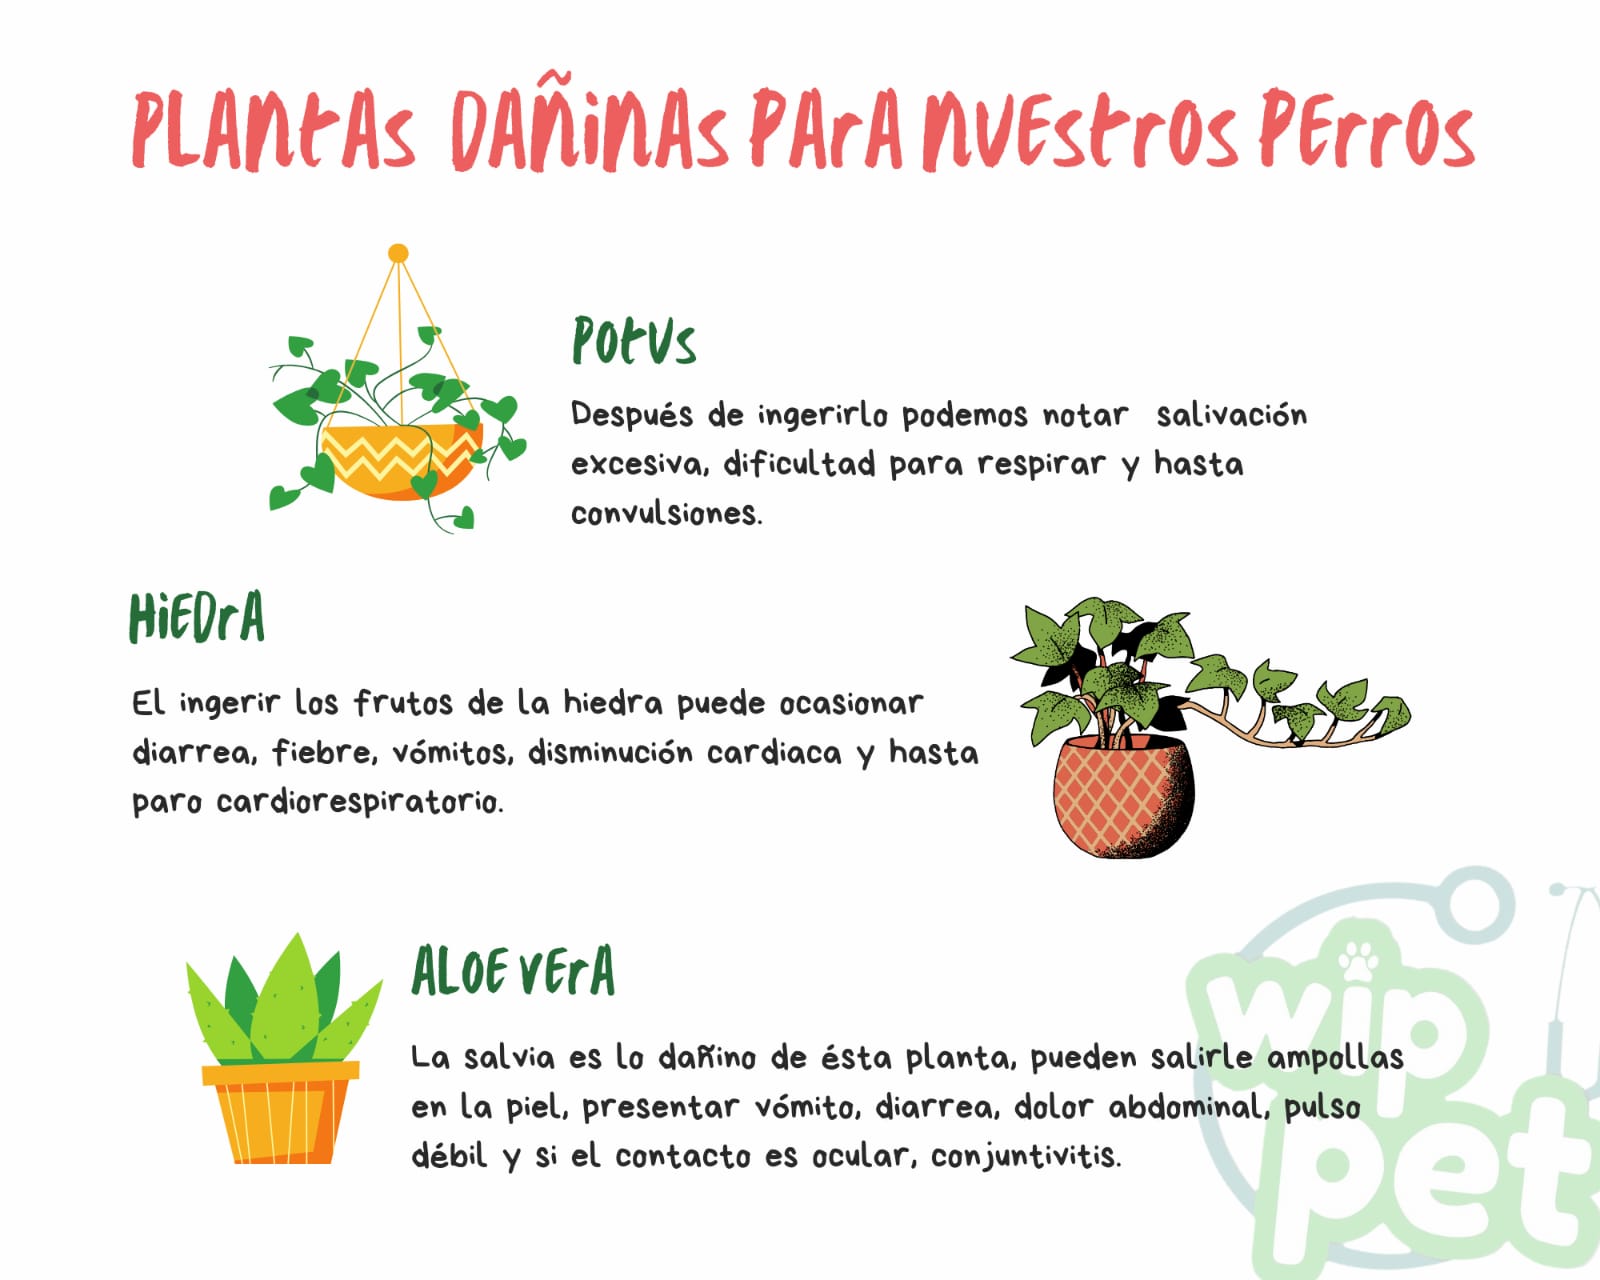 PLANtAs DAÑiNAs PArA NUEstros PErros
Potus
Después de ingerirlo podemos notar salivación
excesiva, dificultad para respirar y hasta
convulsiones.
HiEDrA
El ingerir los frutos de la hiedra puede ocasionar
diarrea, fiebre, vómitos, disminución cardiaca y hasta
paro cardiorespiratorio.
ALOE VErA
La salvia es lo dañino de ésta planta, pueden salirle ampollas
en la piel, presentar vómito, diarrea, dolor abdominal, pulso
débil y si el contacto es ocular, conjuntivitis.
wip
pet